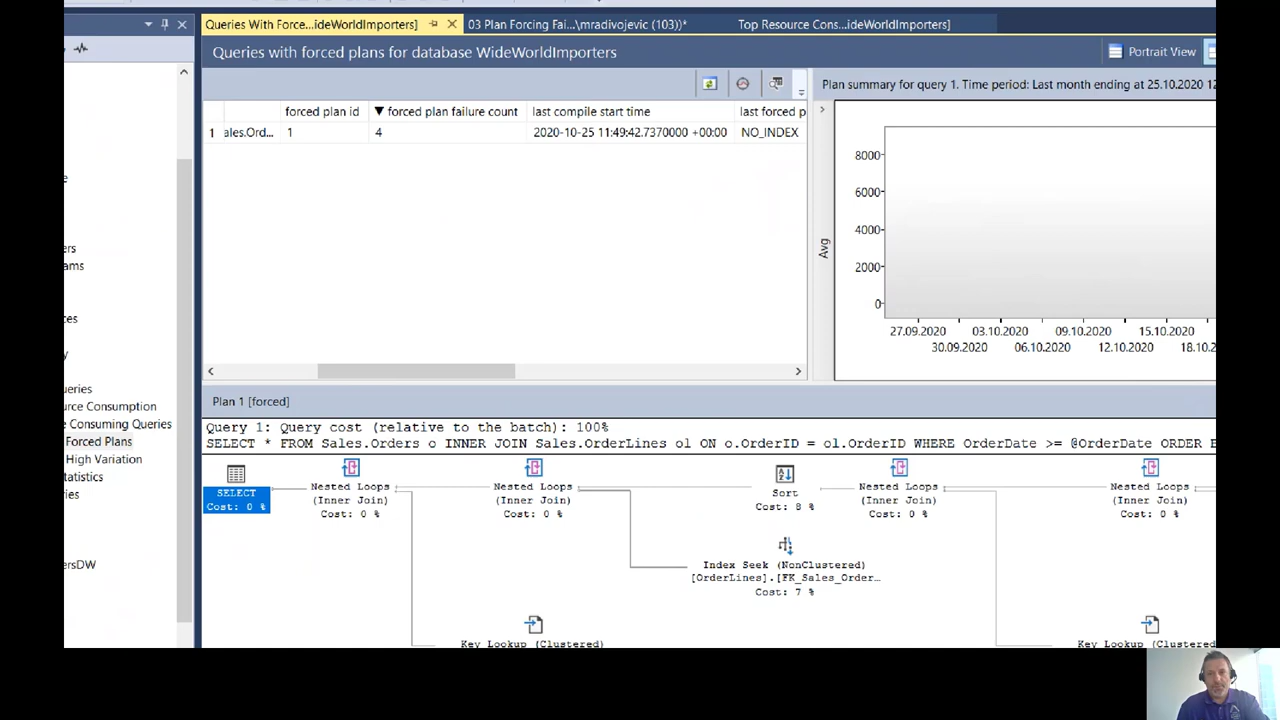 Queries With Force...ideWorldImporters]
03 Plan Forcing Fai...\mradivojevic (103))*
Top Resource Cons...ideWorldImporters]
Queries with forced plans for database WideWorldImporters
Portrait View
Plan summary for query 1. Time period: Last month ending at 25.10.2020 12
forced plan id
forced plan failure count
last compile start time
last forced p
1
ales.Ord...
1
4
2020-10-25 11:49:42.7370000 +00:00
NO_INDEX
Avg
8000
6000
4000
2000
0
27.09.2020
30.09.2020
03.10.2020
06.10.2020
09.10.2020
12.10.2020
15.10.2020
18.10.2
ers
ams
ces
y
ueries
urce Consumption
e Consuming Queries
Forced Plans
High Variation
tatistics
ries
ersDW
Plan 1 [forced]
Query 1: Query cost (relative to the batch): 100%
SELECT * FROM Sales.Orders o INNER JOIN Sales.OrderLines ol ON o.OrderID = ol.OrderID WHERE OrderDate >= @OrderDate ORDER
SELECT
Cost: 0 %
Nested Loops
(Inner Join)
Cost: 0 %
Nested Loops
(Inner Join)
Cost: 0 %
Sort
Cost: 8 %
Nested Loops
(Inner Join)
Cost: 0 %
Nested Loops
(Inner Join)
Cost: 0 %
Index Seek (NonClustered)
[OrderLines].[FK_Sales_Order…
Cost: 7 %
Key Lookup (Clustered)
Key Lookup (Clustered